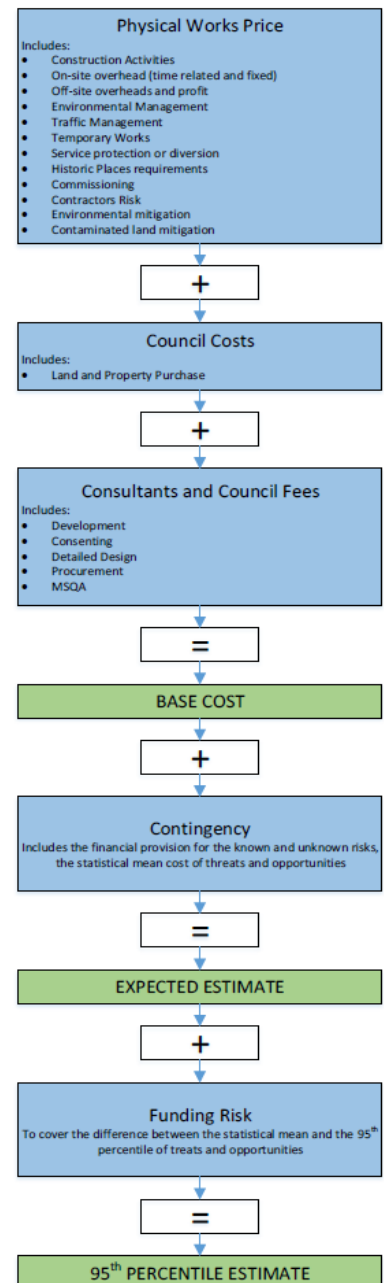 Physical Works Price
Includes:
• Construction Activities
• On-site overhead (time related and fixed)
• Off-site overheads and profit
• Environmental Management
• Traffic Management
• Temporary Works
• Service protection or diversion
• Historic Places requirements
• Commissioning
• Contractors Risk
• Environmental mitigation
• Contaminated land mitigation
+
Council Costs
Includes:
• Land and Property Purchase
+
Consultants and Council Fees
Includes:
• Development
• Consenting
• Detailed Design
• Procurement
• MSQA
=
BASE COST
+
Contingency
Includes the financial provision for the known and unknown risks,
the statistical mean cost of threats and opportunities
=
EXPECTED ESTIMATE
+
Funding Risk
To cover the difference between the statistical mean and the 95th
percentile of treats and opportunities
=
95th PERCENTILE ESTIMATE